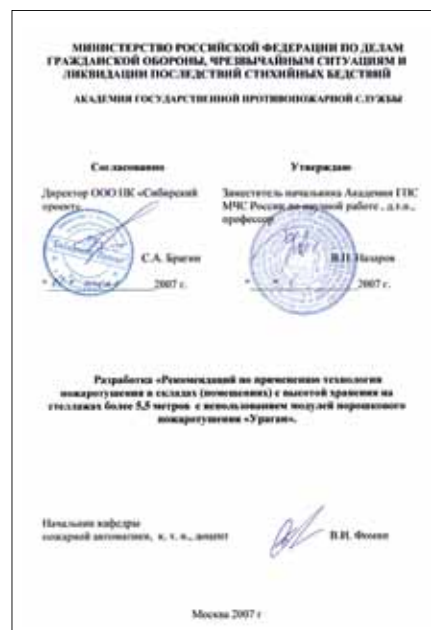 МИНИСТЕРСТВО РОССИЙСКОЙ ФЕДЕРАЦИИ ПО ДЕЛАМ
ГРАЖДАНСКОЙ ОБОРОНЫ, ЧРЕЗВЫЧАЙНЫМ СИТУАЦИЯМ И
ЛИКВИДАЦИИ ПОСЛЕДСТВИЙ СТИХИЙНЫХ БЕДСТВИЙ
АКАДЕМИЯ ГОСУДАРСТВЕННОЙ ПРОТИВОПОЖАРНОЙ СЛУЖБЫ
Согласованно
Директор ООО ПК «Сибирский
проект»
С.А. Брагин
2007 г.
Утверждаю
Заместитель начальника Академии ГПС
МЧС России по научной работе , д.т.н.,
профессор
В.П. Назаров
2007 г.
Разработка «Рекомендаций по применению технологии
пожаротушения в складах (помещениях) с высотой хранения на
стеллажах более 5,5 метров с использованием модулей порошкового
пожаротушения «Ураган».
Начальник кафедры
пожарной автоматики, к. т. н., доцент
В.И. Фомин
Москва 2007 г